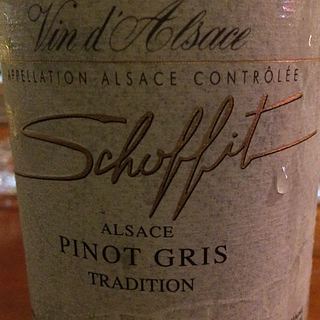 Vin d'Alsace
APPELLATION ALSACE CONTRÔLÉE
Schoffit
ALSACE
PINOT GRIS
TRADITION